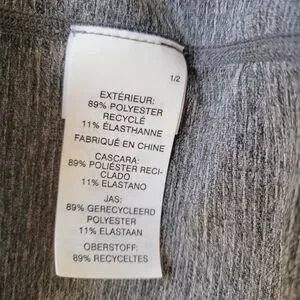 1/2
EXTÉRIEUR:
89% POLYESTER
RECYCLÉ
11% ÉLASTHANNE
FABRIQUÉ EN CHINE
CASCARA:
89% POLIÉSTER RECI-
CLADO
11% ELASTANO
JAS:
89% GERECYCLEERD
POLYESTER
11% ELASTAAN
OBERSTOFF:
89% RECYCELTES